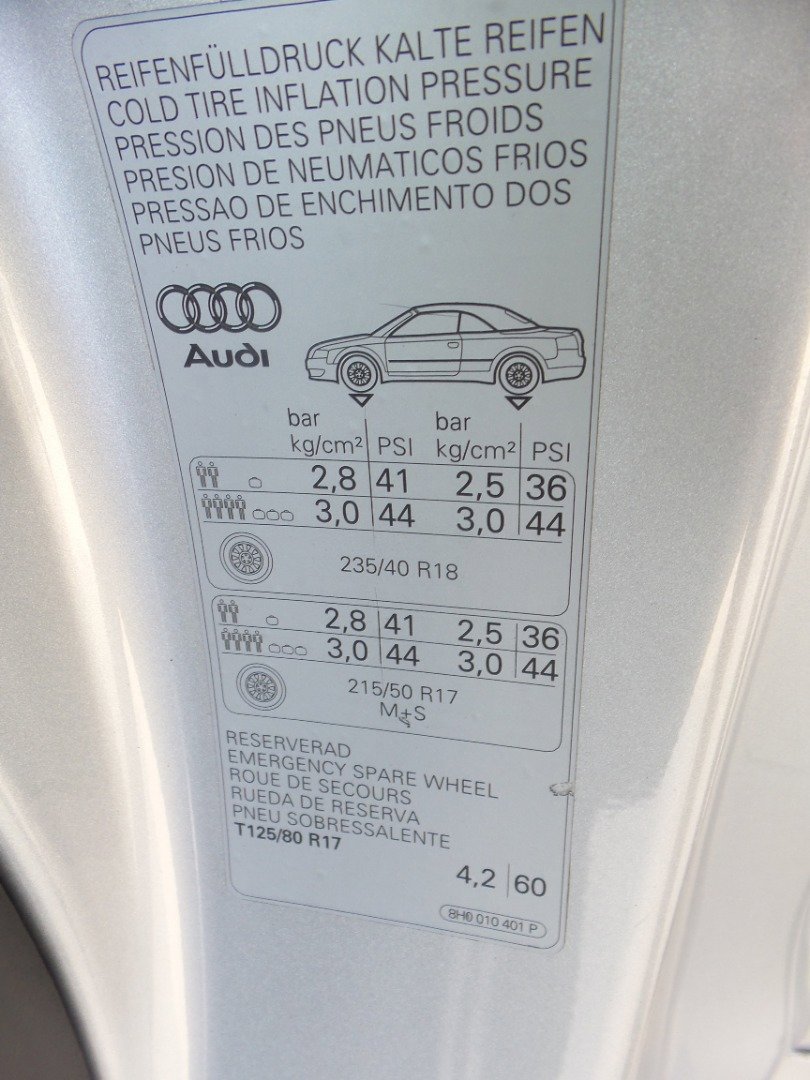 REIFENFÜLLDRUCK KALTE REIFEN
COLD TIRE INFLATION PRESSURE
PRESSION DES PNEUS FROIDS
PRESION DE NEUMATICOS FRIOS
PRESSAO DE ENCHIMENTO DOS
PNEUS FRIOS
Audi
bar kg/cm² PSI bar kg/cm² PSI
2,8 41 2,5 36
3,0 44 3,0 44
235/40 R18
2,8 41 2,5 36
3,0 44 3,0 44
215/50 R17
M+S
RESERVERAD
EMERGENCY SPARE WHEEL
ROUE DE SECOURS
RUEDA DE RESERVA
PNEU SOBRESSALENTE
T125/80 R17
4,2 60
8H0 010 401 P